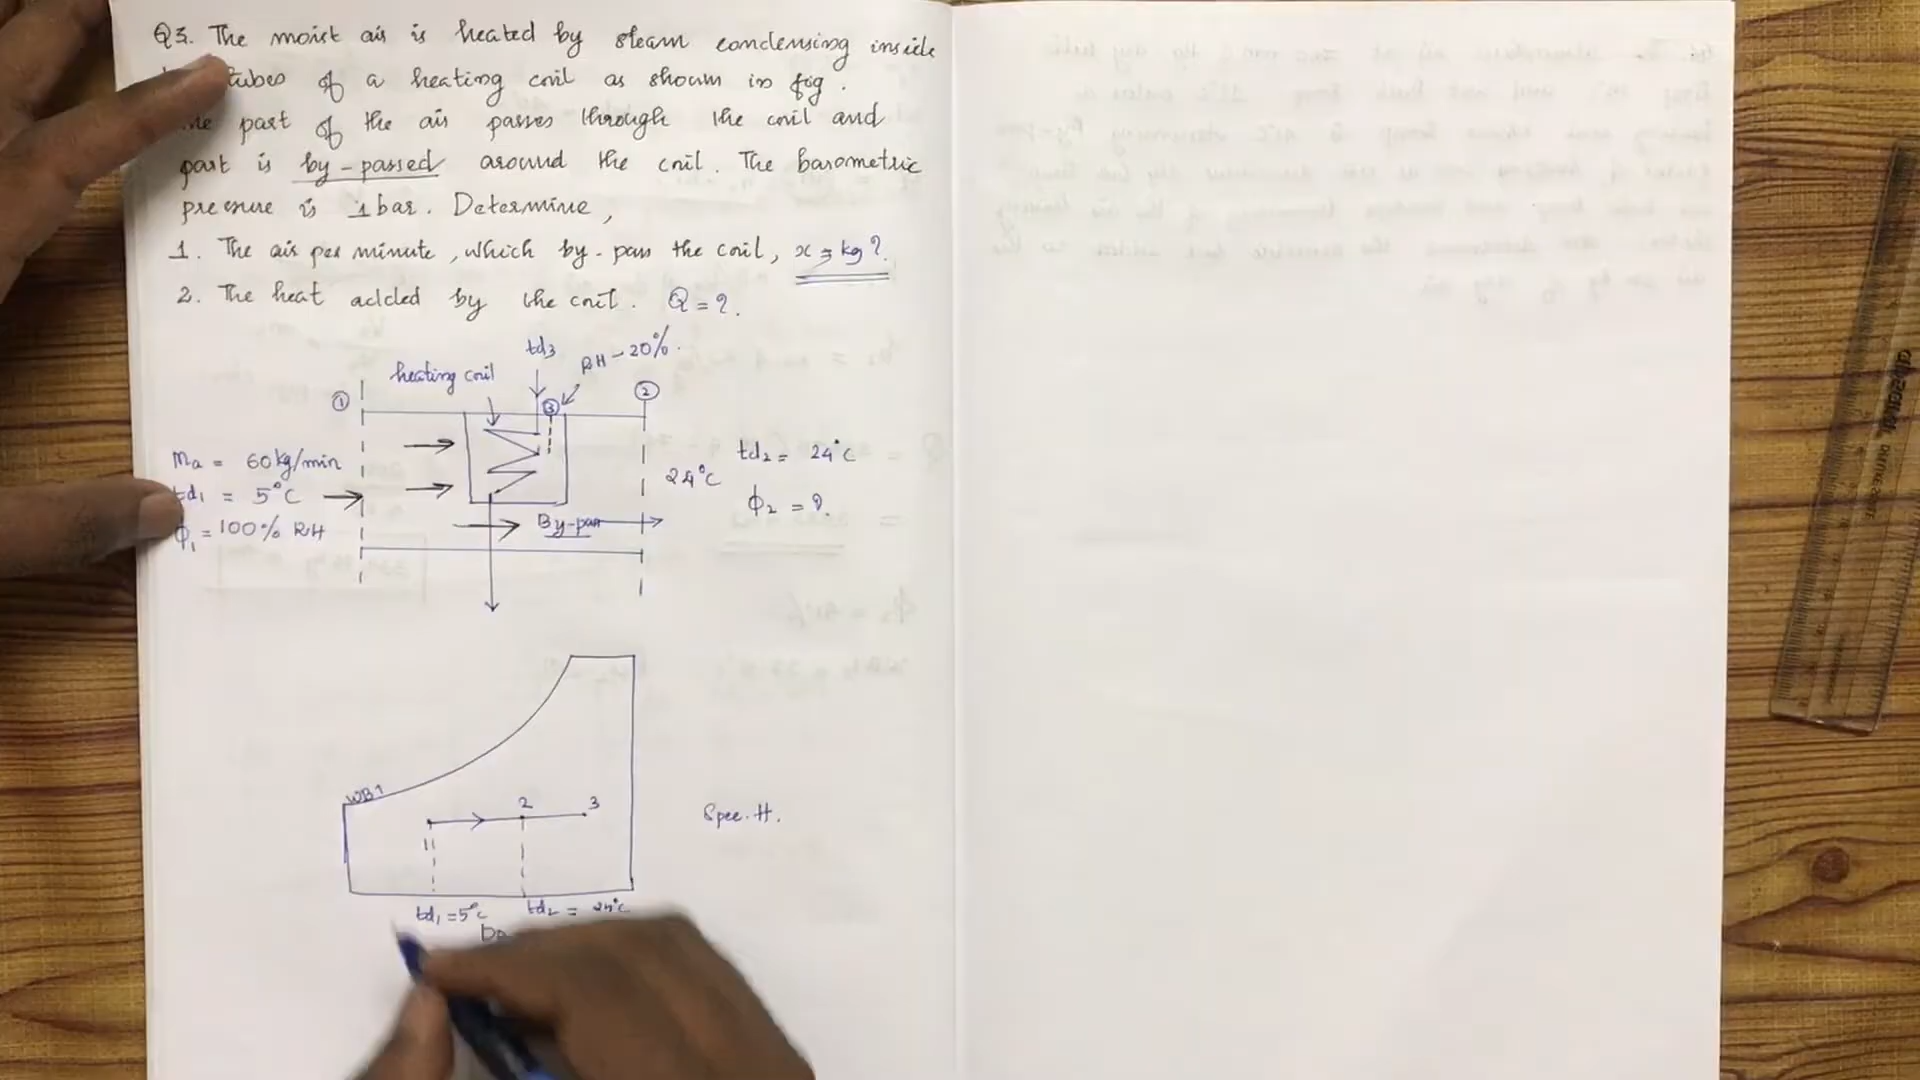 Q3. The moist air is heated by steam condensing inside
tubes of a heating coil as shown in fig.
part of the air passes through the coil and
part is by-passed around the coil. The barometric
pressure is 1 bar. Determine,
1. The air per minute, which by-pass the coil, x = kg?
2. The heat added by the coil. Q = ?
td3
RH - 20%.
heating coil
1
3
2
ma = 60kg/min
td1 = 5°C
ϕ1 = 100% RH
By-pass
24°C
td2 = 24°C
ϕ2 = ?
WBT
1
2
3
Spec. H.
td1 = 5°C
td2 = 24°C